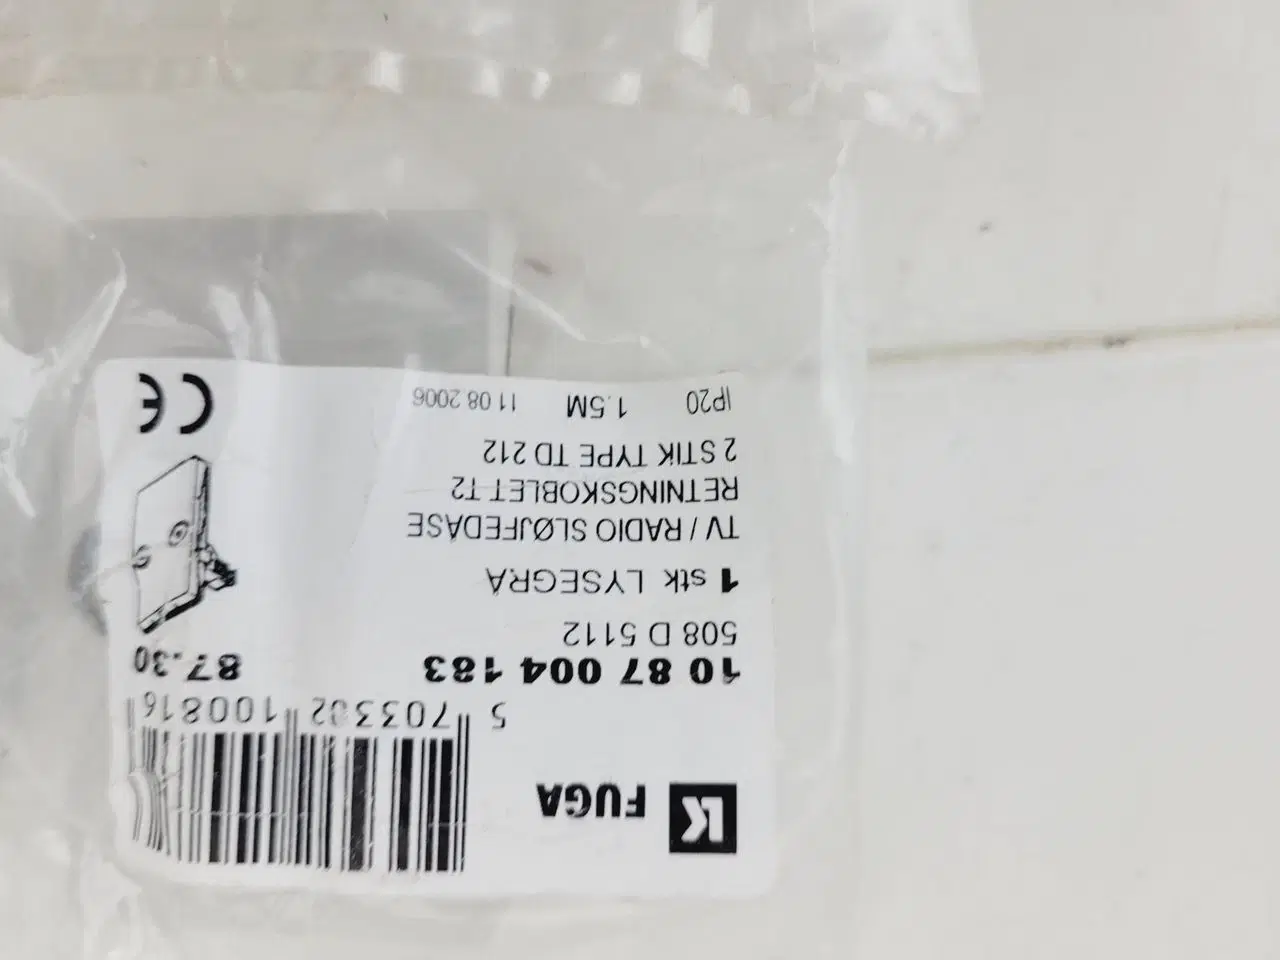 LK FUGA
5 703302 100816
10 87 004 183 87.30
508 D 5112
1 stk LYSEGRÅ
TV / RADIO SLØJFEDÅSE
RETNINGSKOBLET T2
2 STIK TYPE TD 212
IP20 1.5M 11 08 2006
CE